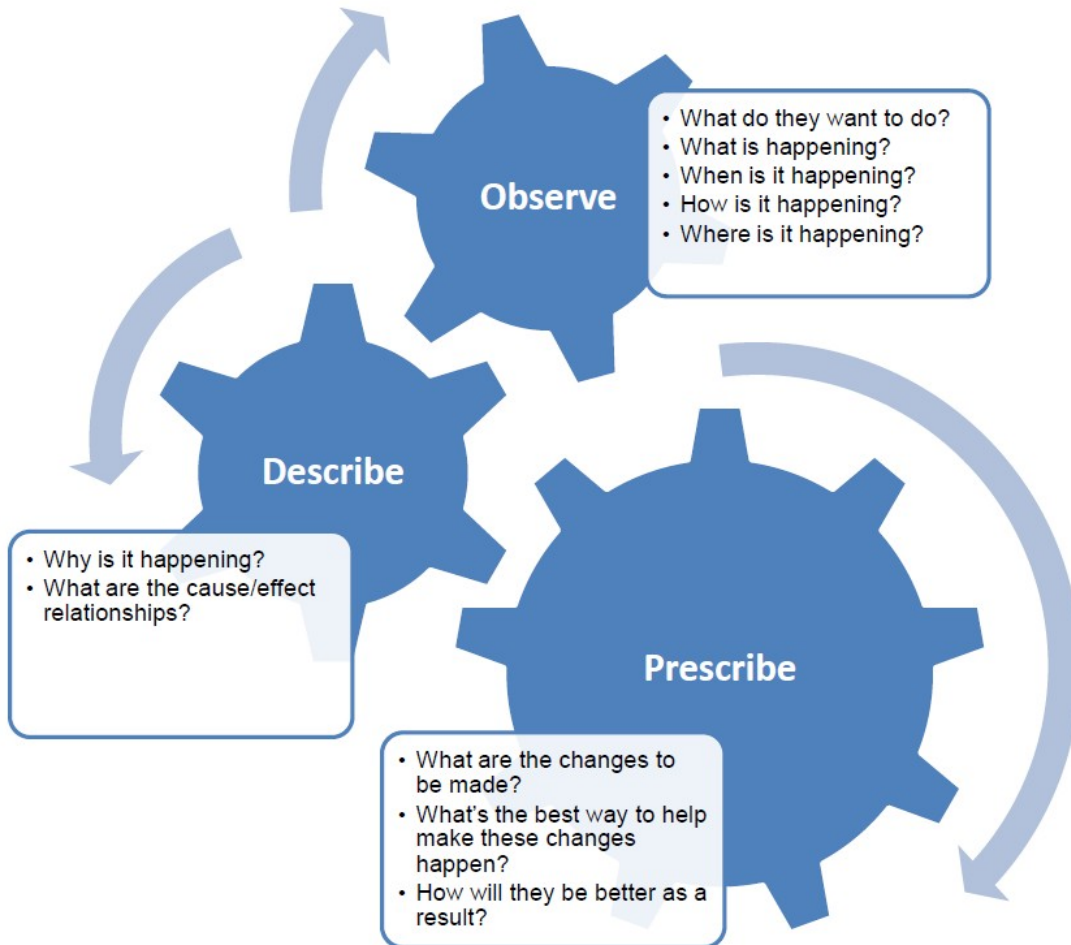 Observe
• What do they want to do?
• What is happening?
• When is it happening?
• How is it happening?
• Where is it happening?
Describe
• Why is it happening?
• What are the cause/effect
relationships?
Prescribe
• What are the changes to
be made?
• What's the best way to help
make these changes
happen?
• How will they be better as a
result?